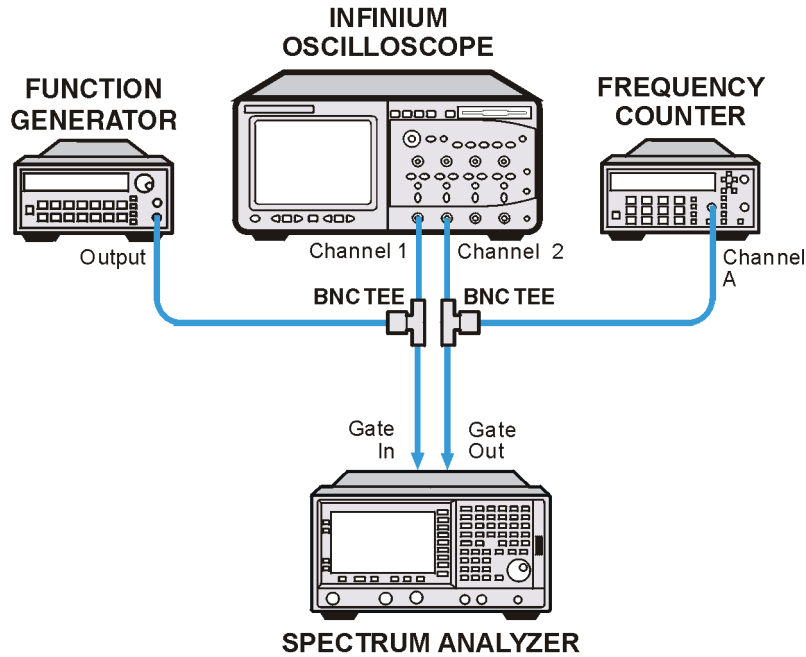 INFINIUM
OSCILLOSCOPE
FUNCTION
GENERATOR
FREQUENCY
COUNTER
Output
Channel 1
Channel 2
Channel
A
BNC TEE
BNC TEE
Gate
In
Gate
Out
SPECTRUM ANALYZER